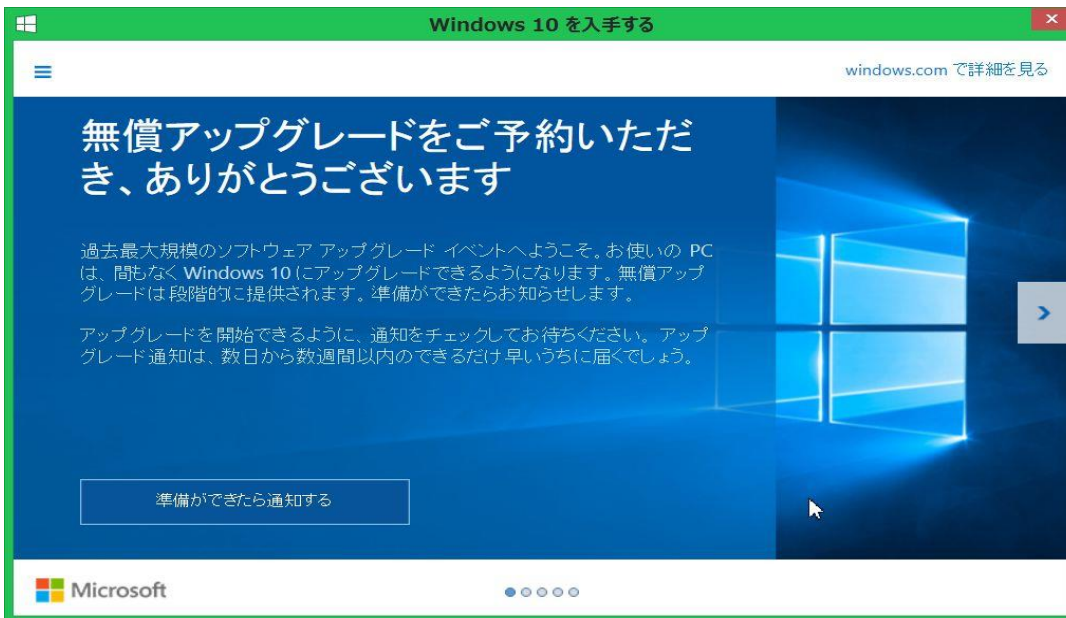 Windows 10 を入手する
windows.com で詳細を見る
無償アップグレードをご予約いただ
き、ありがとうございます
過去最大規模のソフトウェア アップグレード イベントへようこそ。お使いの PC
は、間もなく Windows 10 にアップグレードできるようになります。無償アップ
グレードは段階的に提供されます。準備ができたらお知らせします。
アップグレードを開始できるように、通知をチェックしてお待ちください。アップ
グレード通知は、数日から数週間以内のできるだけ早いうちに届くでしょう。
準備ができたら通知する
Microsoft